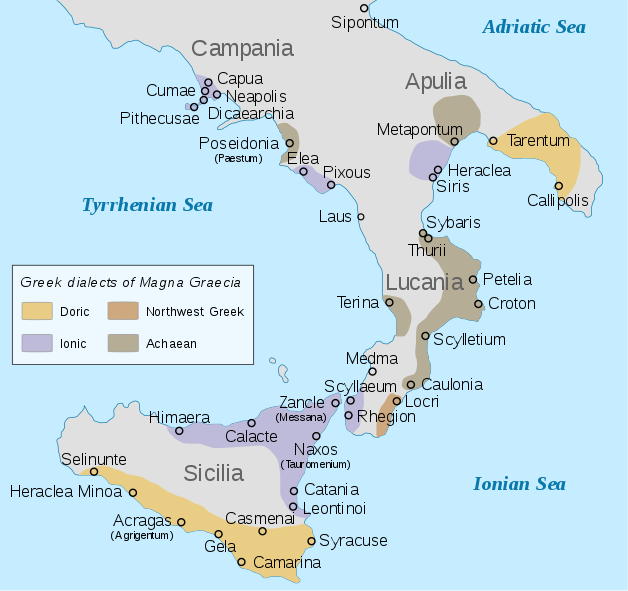 Sipontum
Adriatic Sea
Campania
Capua
Apulia
Cumae
Neapolis
Pithecusae
Dicaearchia
Metapontum
Tarentum
Poseidonia
(Paestum)
Elea
Pixous
Heraclea
Siris
Callipolis
Tyrrhenian Sea
Laus
Sybaris
Thurii
Greek dialects of Magna Graecia
Doric
Northwest Greek
Ionic
Achaean
Lucania
Petelia
Terina
Croton
Scylletium
Medma
Scyllaeum
Caulonia
Zancle
(Messana)
Locri
Rhegion
Himaera
Calacte
Naxos
(Tauromenium)
Selinunte
Sicilia
Ionian Sea
Heraclea Minoa
Catania
Leontinoi
Acragas
(Agrigentum)
Casmenai
Gela
Syracuse
Camarina